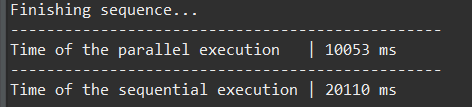 Finishing sequence...
--------------------------------------------
Time of the parallel execution   | 10053 ms
--------------------------------------------
Time of the sequential execution | 20110 ms